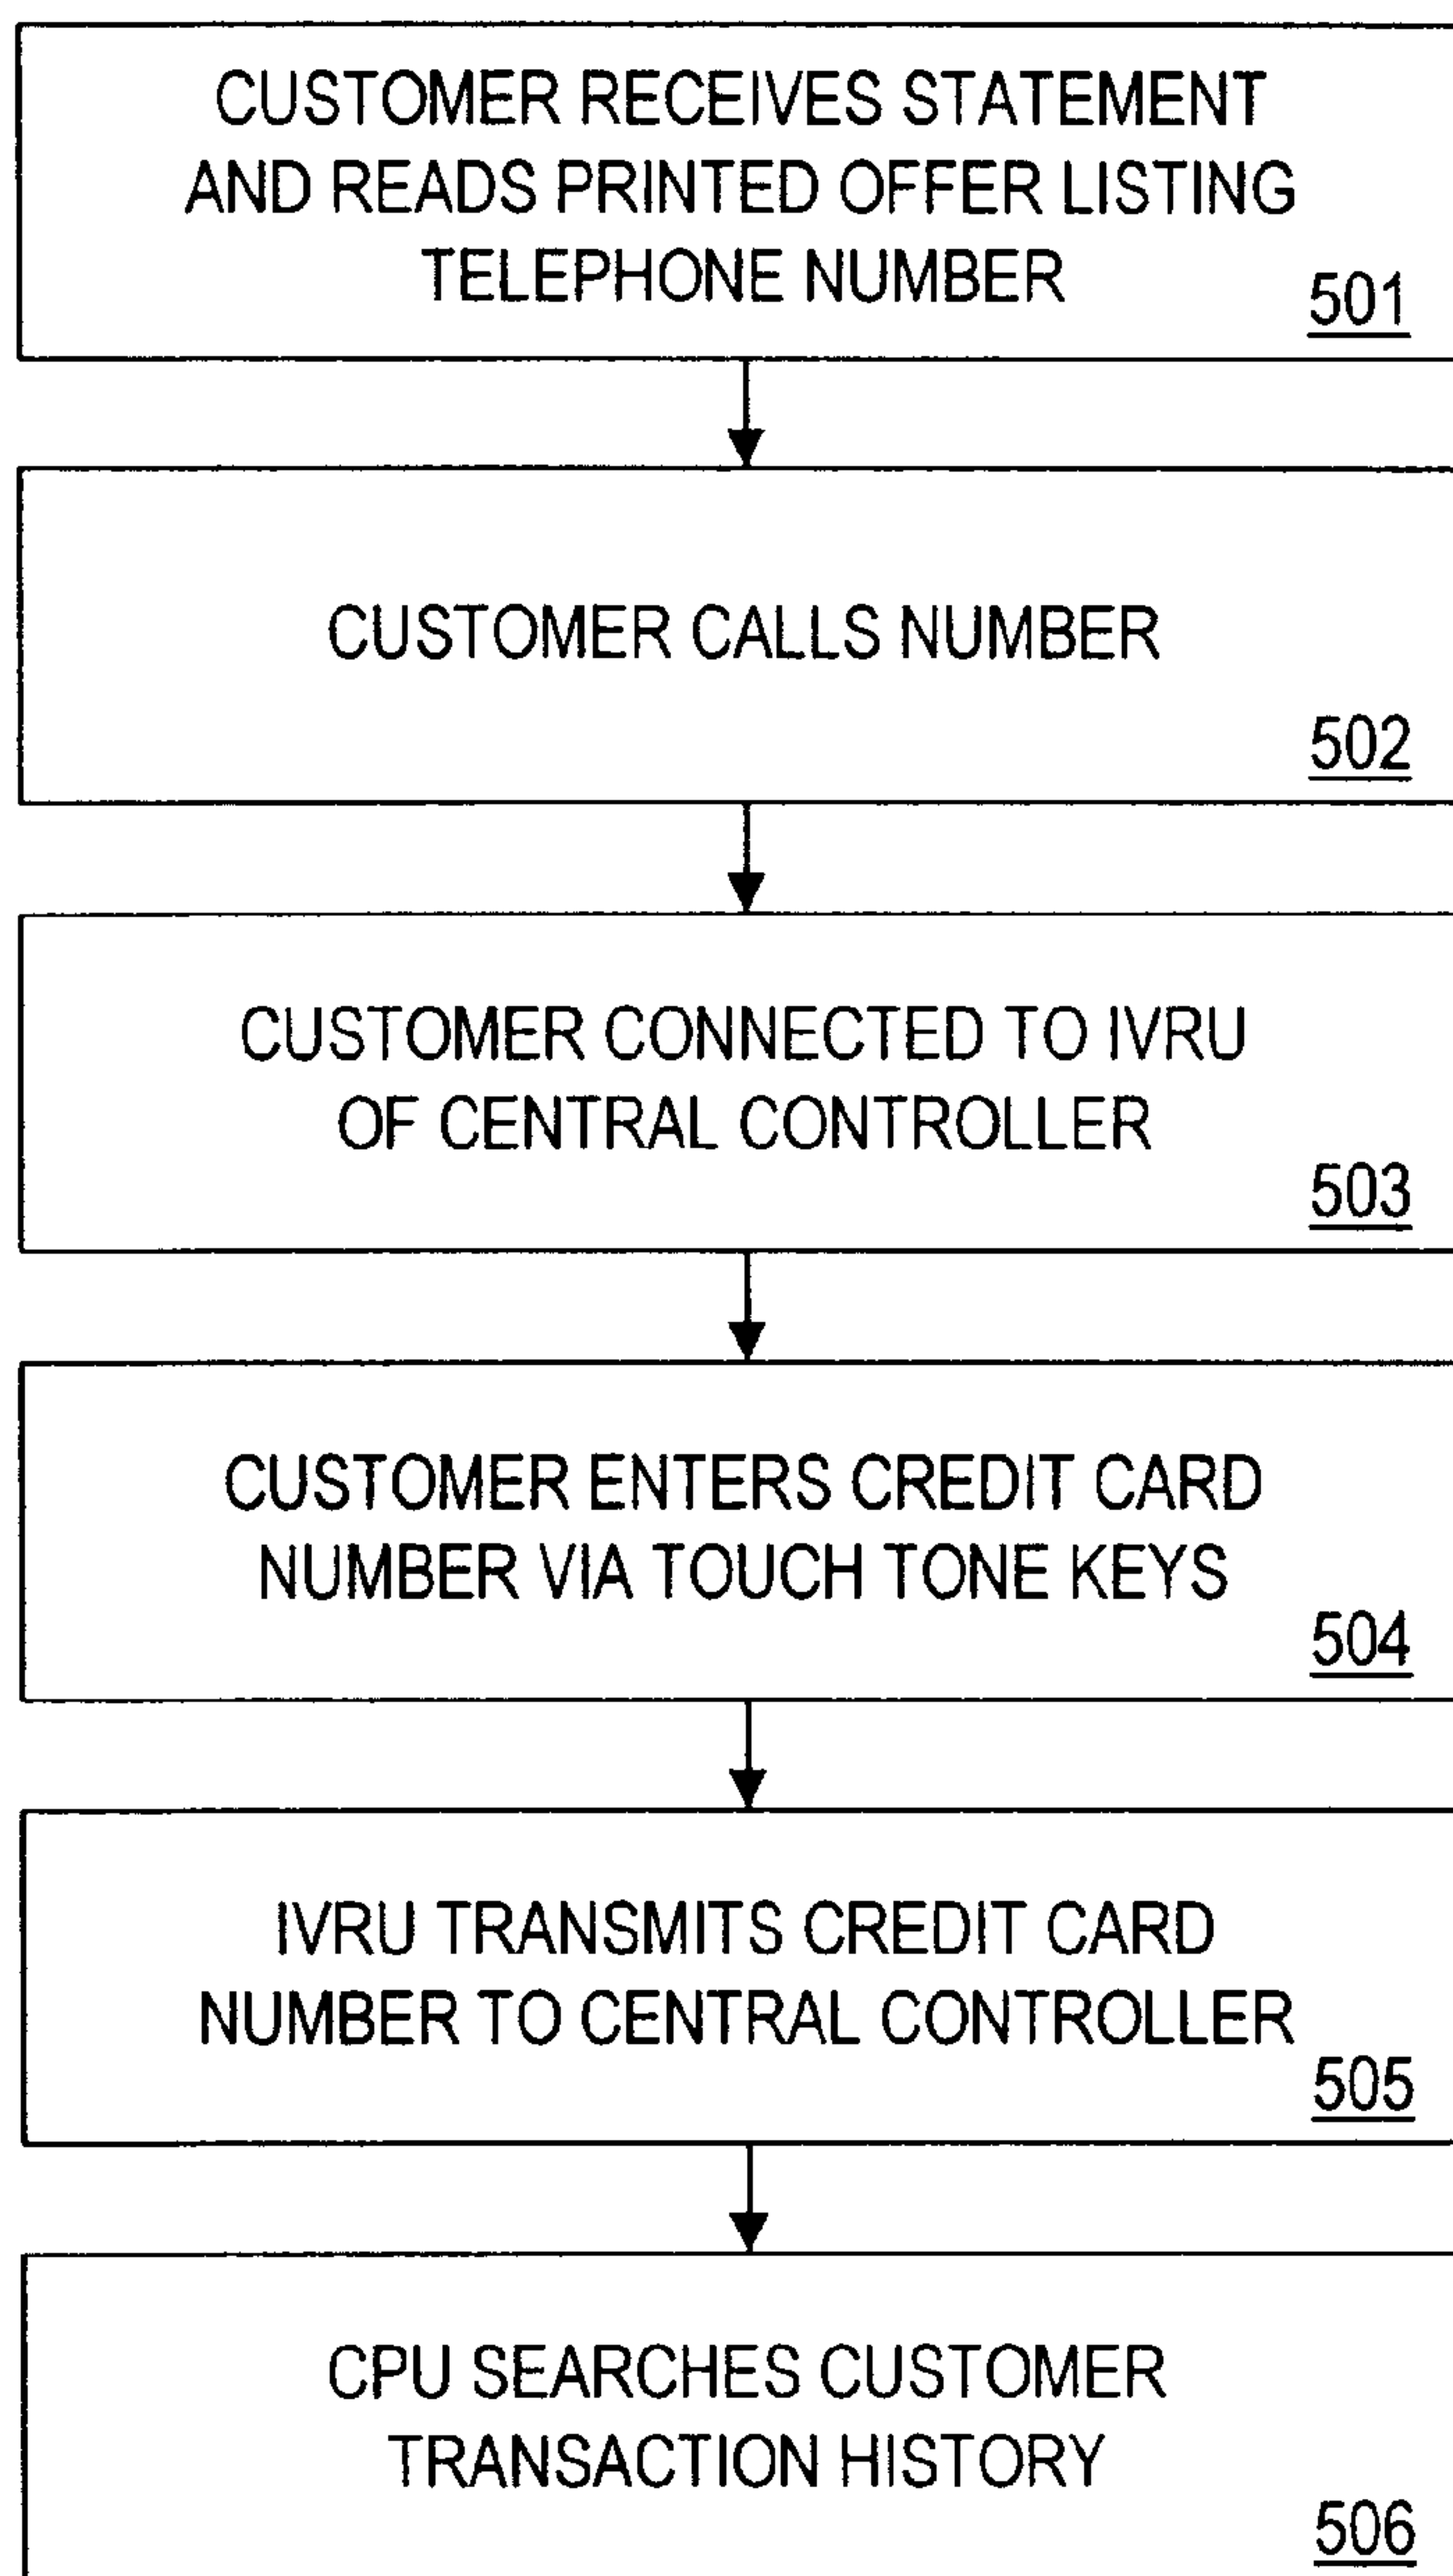 CUSTOMER RECEIVES STATEMENT
AND READS PRINTED OFFER LISTING
TELEPHONE NUMBER
501
CUSTOMER CALLS NUMBER
502
CUSTOMER CONNECTED TO IVRU
OF CENTRAL CONTROLLER
503
CUSTOMER ENTERS CREDIT CARD
NUMBER VIA TOUCH TONE KEYS
504
IVRU TRANSMITS CREDIT CARD
NUMBER TO CENTRAL CONTROLLER
505
CPU SEARCHES CUSTOMER
TRANSACTION HISTORY
506